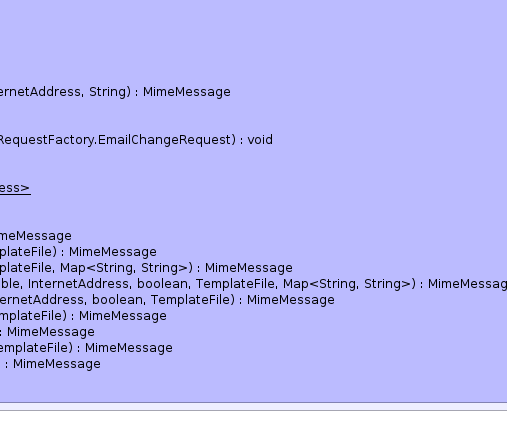 ernetAddress, String) : MimeMessage
RequestFactory.EmailChangeRequest) : void
ess>
meMessage
plateFile) : MimeMessage
plateFile, Map<String, String>) : MimeMessage
ble, InternetAddress, boolean, TemplateFile, Map<String, String>) : MimeMessag
ernetAddress, boolean, TemplateFile) : MimeMessage
mplateFile) : MimeMessage
: MimeMessage
emplateFile) : MimeMessage
: MimeMessage